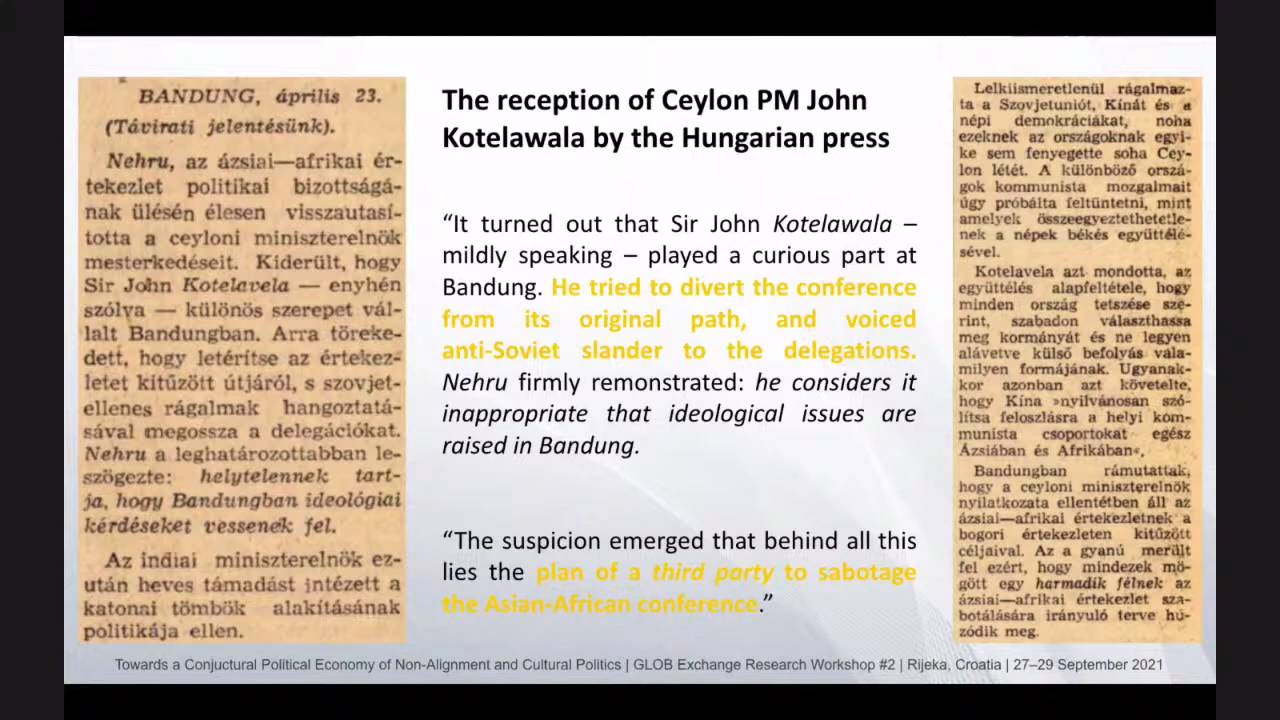 BANDUNG, április 23.
(Távirati jelentésünk).
Nehru, az ázsiai—afrikai ér-
tekezlet politikai bizottságá-
nak ülésén élesen visszautasí-
totta a ceyloni miniszterelnök
mesterkedéseit. Kiderült, hogy
Sir John Kotelavela — enyhén
szólva — különös szerepet vál-
lalt Bandungban. Arra töreke-
dett, hogy letérítse az értekez-
letet kitűzött útjáról, s szovjet-
ellenes rágalmak hangoztatá-
sával megossza a delegációkat.
Nehru a leghatározottabban le-
szögezte: helytelennek tart-
ja, hogy Bandungban ideológiai
kérdéseket vessenek fel.
Az indiai miniszterelnök ez-
után heves támadást intézett a
katonai tömbök alakításának
politikája ellen.
The reception of Ceylon PM John
Kotelawala by the Hungarian press
“It turned out that Sir John Kotelawala –
mildly speaking – played a curious part at
Bandung. He tried to divert the conference
from its original path, and voiced
anti-Soviet slander to the delegations.
Nehru firmly remonstrated: he considers it
inappropriate that ideological issues are
raised in Bandung.
“The suspicion emerged that behind all this
lies the plan of a third party to sabotage
the Asian-African conference.”
Lelkiismeretlenül rágalmaz-
ta a Szovjetuniót, Kínát és a
népi demokráciákat, noha
ezeknek az országoknak egyi-
ke sem fenyegette soha Cey-
lon létét. A különböző orszá-
gok kommunista mozgalmait
úgy próbálta feltüntetni, mint
amelyek összeegyeztethetetle-
nek a népek békés együttélé-
sével.
Kotelavela azt mondotta, az
együttélés alapfeltétele, hogy
minden ország tetszése sze-
rint, szabadon választhassa
meg kormányát és ne legyen
alávetve külső befolyás vala-
milyen formájának. Ugyanak-
kor azonban azt követelte,
hogy Kína »nyilvánosan szó-
lítsa feloszlásra a helyi kom-
munista csoportokat egész
Ázsiában és Afrikában«.
Bandungban rámutattak,
hogy a ceyloni miniszterelnök
nyilatkozata ellentétben áll az
ázsiai—afrikai értekezletnek a
bogori értekezleten kitűzött
céljaival. Az a gyanú merült
fel ezért, hogy mindezek mö-
gött egy harmadik félnek az
ázsiai—afrikai értekezlet sza-
botálására irányuló terve hú-
zódik meg.
Towards a Conjuctural Political Economy of Non-Alignment and Cultural Politics | GLOB Exchange Research Workshop #2 | Rijeka, Croatia | 27–29 September 2021